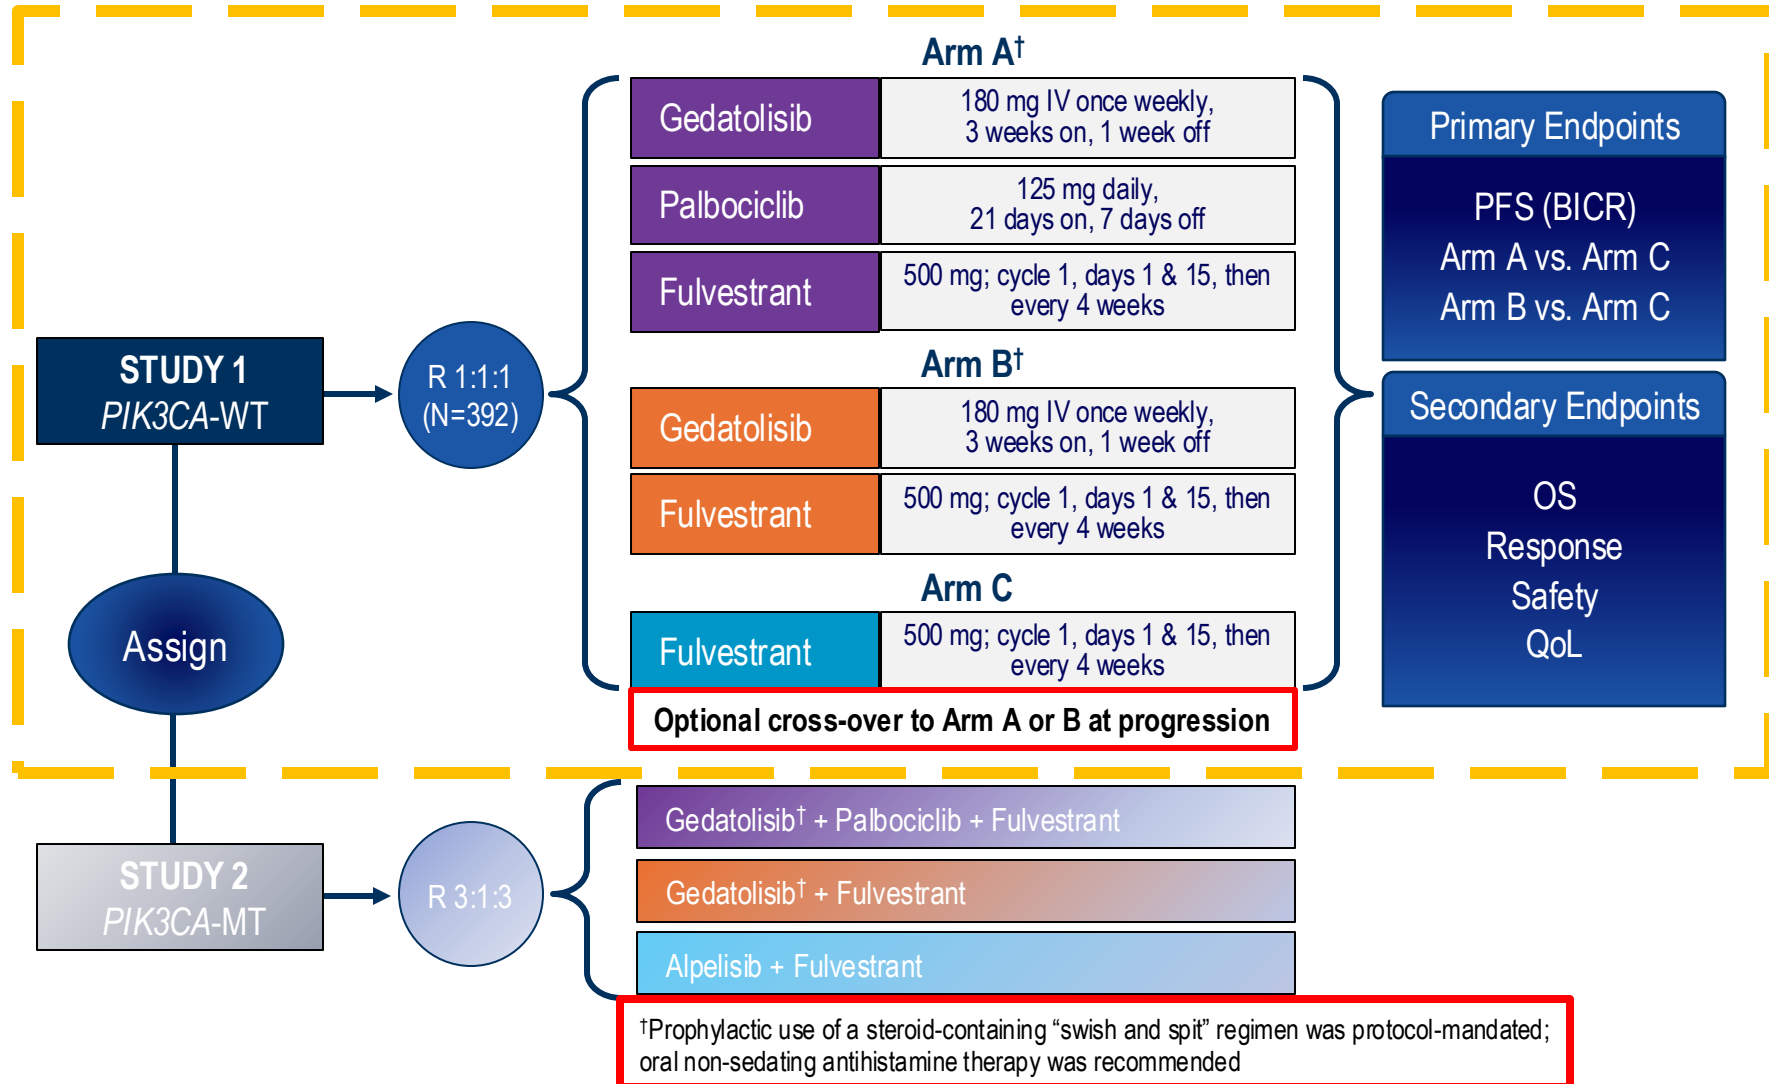 Arm A†
Gedatolisib
180 mg IV once weekly,
3 weeks on, 1 week off
Palbociclib
125 mg daily,
21 days on, 7 days off
Fulvestrant
500 mg; cycle 1, days 1 & 15, then
every 4 weeks
STUDY 1
PIK3CA-WT
R 1:1:1
(N=392)
Arm B†
Gedatolisib
180 mg IV once weekly,
3 weeks on, 1 week off
Fulvestrant
500 mg; cycle 1, days 1 & 15, then
every 4 weeks
Arm C
Fulvestrant
500 mg; cycle 1, days 1 & 15, then
every 4 weeks
Optional cross-over to Arm A or B at progression
Primary Endpoints
PFS (BICR)
Arm A vs. Arm C
Arm B vs. Arm C
Secondary Endpoints
OS
Response
Safety
QoL
Assign
STUDY 2
PIK3CA-MT
R 3:1:3
Gedatolisib† + Palbociclib + Fulvestrant
Gedatolisib† + Fulvestrant
Alpelisib + Fulvestrant
†Prophylactic use of a steroid-containing “swish and spit” regimen was protocol-mandated;
oral non-sedating antihistamine therapy was recommended